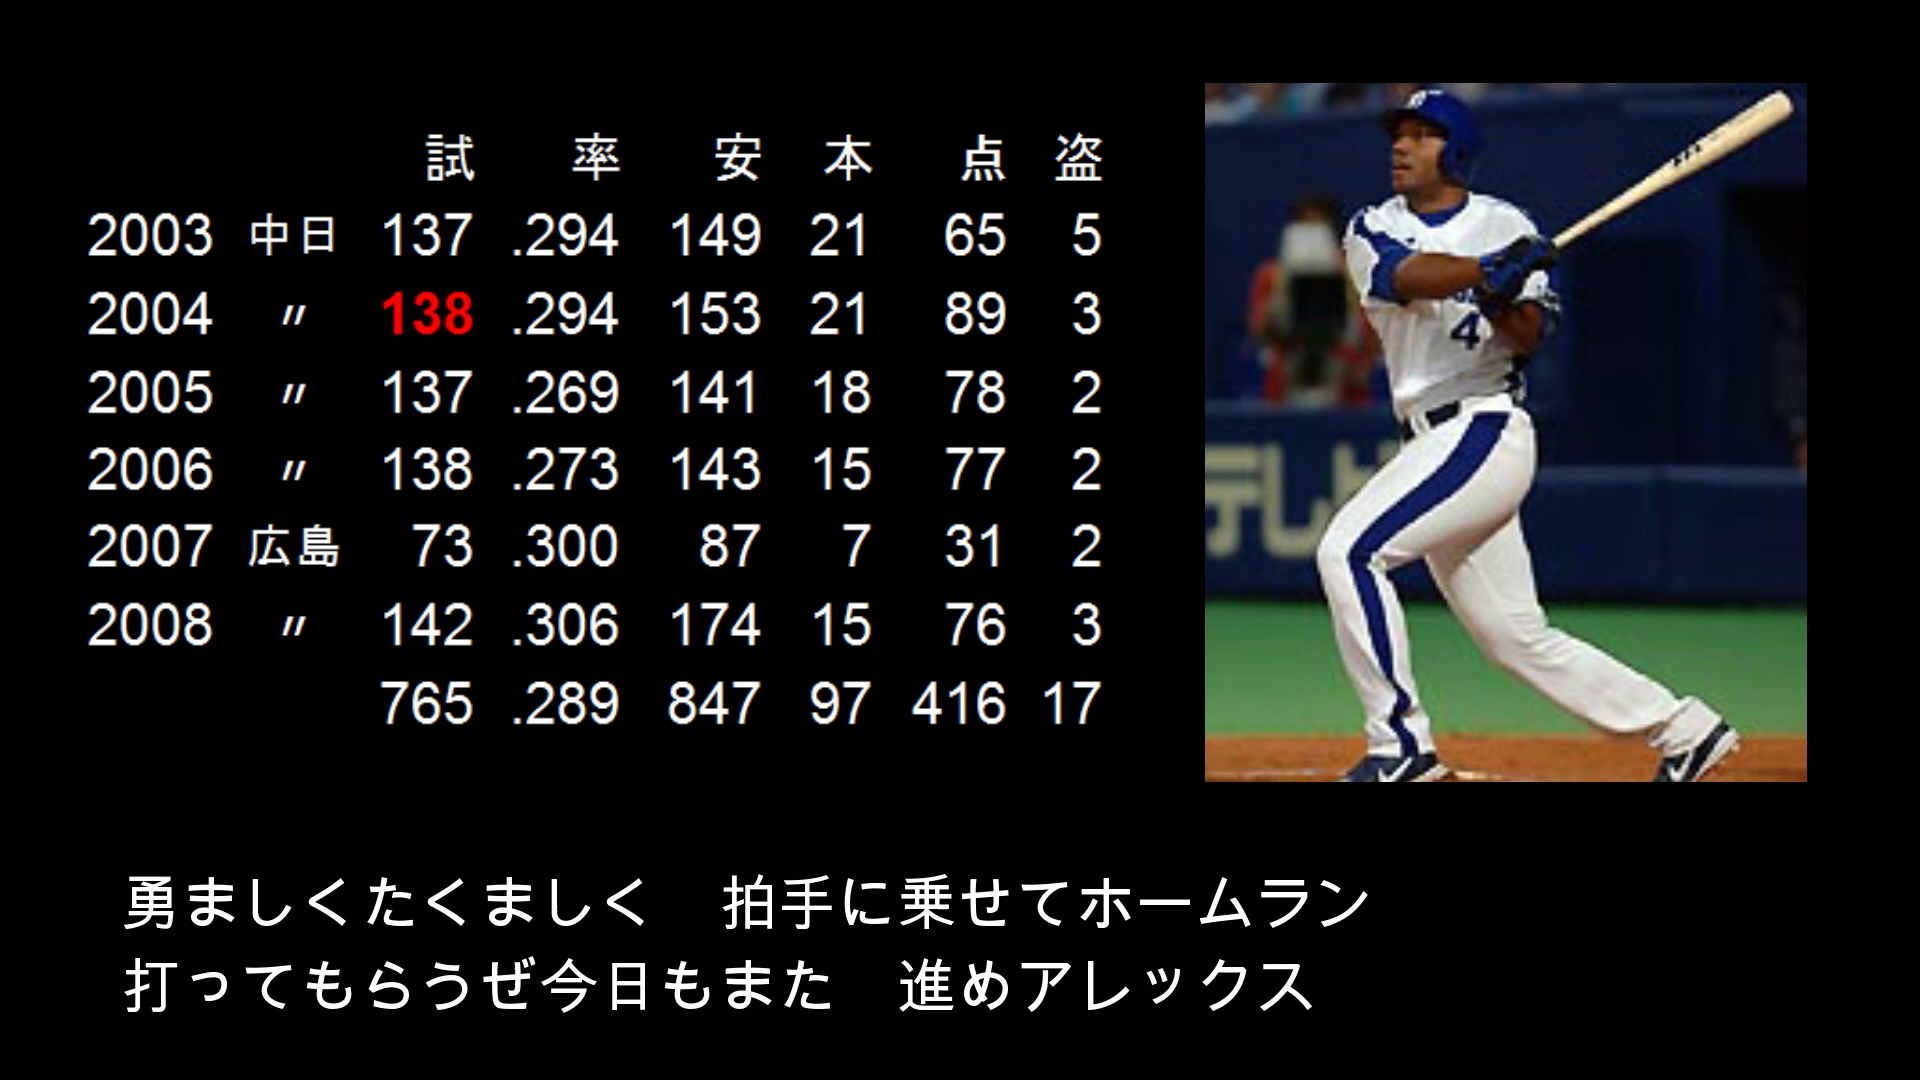 試 率 安 本 点 盗
2003 中日 137 .294 149 21 65 5
2004 〃 138 .294 153 21 89 3
2005 〃 137 .269 141 18 78 2
2006 〃 138 .273 143 15 77 2
2007 広島 73 .300 87 7 31 2
2008 〃 142 .306 174 15 76 3
765 .289 847 97 416 17
4
テレビ
勇ましくたくましく 拍手に乗せてホームラン
打ってもらうぜ今日もまた 進めアレックス